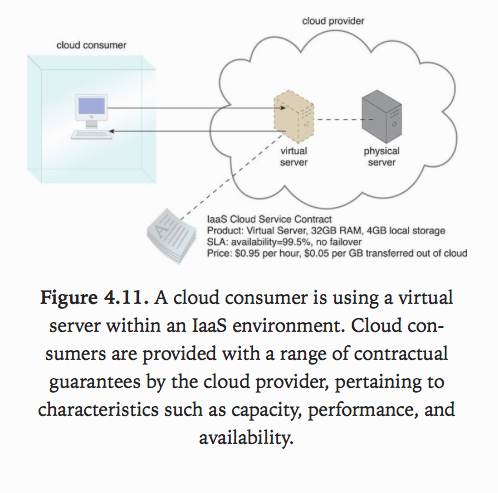 cloud provider
cloud consumer
virtual
server
physical
server
IaaS Cloud Service Contract
Product: Virtual Server, 32GB RAM, 4GB local storage
SLA: availability=99.5%, no failover
Price: $0.95 per hour, $0.05 per GB transferred out of cloud
Figure 4.11. A cloud consumer is using a virtual
server within an IaaS environment. Cloud con-
sumers are provided with a range of contractual
guarantees by the cloud provider, pertaining to
characteristics such as capacity, performance, and
availability.